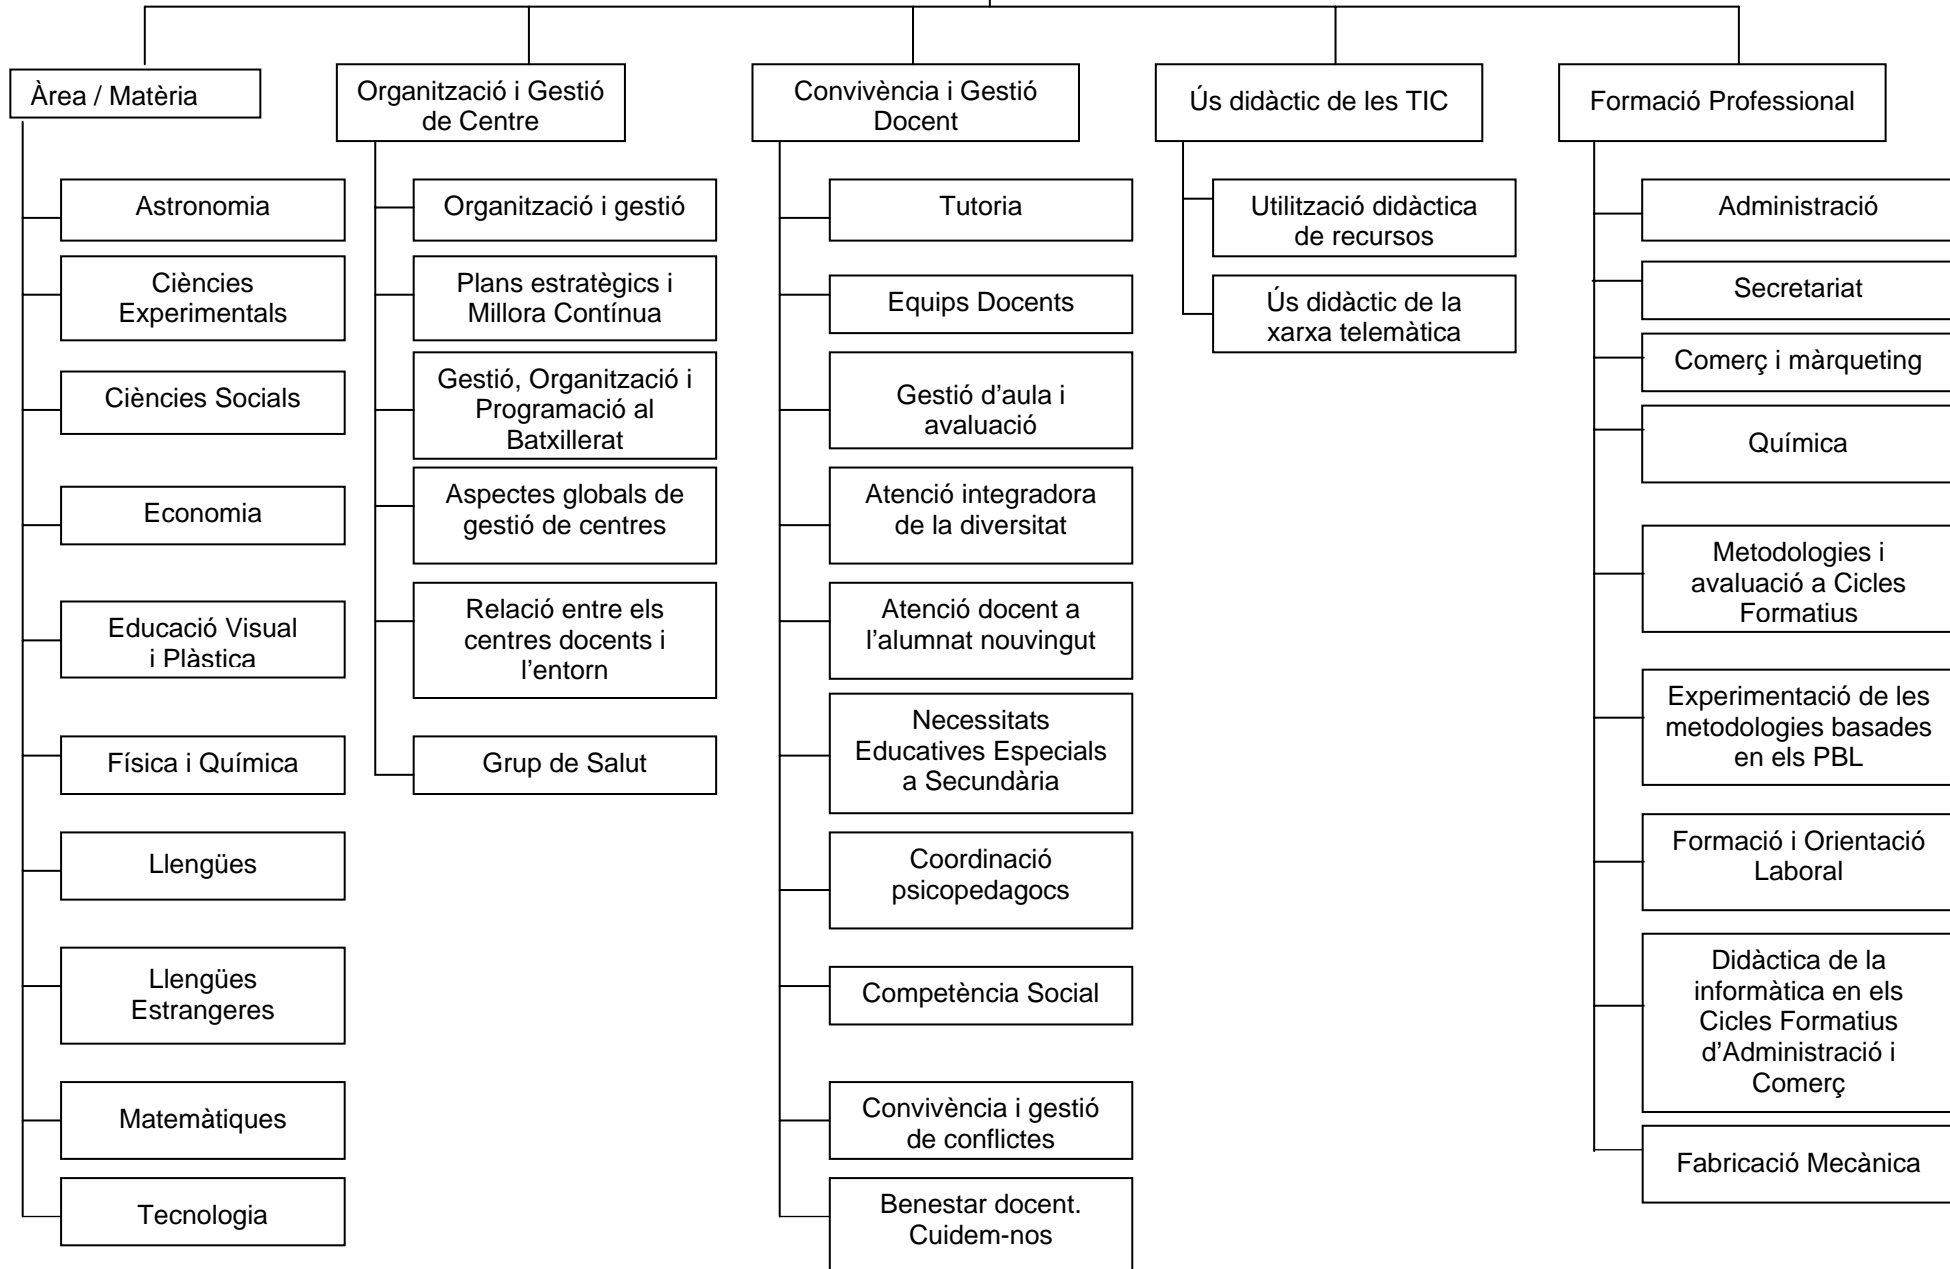 Àrea / Matèria
Astronomia
Ciències
Experimentals
Ciències Socials
Economia
Educació Visual
i Plàstica
Física i Química
Llengües
Llengües
Estrangeres
Matemàtiques
Tecnologia
Organització i Gestió
de Centre
Organització i gestió
Plans estratègics i
Millora Contínua
Gestió, Organització i
Programació al
Batxillerat
Aspectes globals de
gestió de centres
Relació entre els
centres docents i
l’entorn
Grup de Salut
Convivència i Gestió
Docent
Tutoria
Equips Docents
Gestió d’aula i
avaluació
Atenció integradora
de la diversitat
Atenció docent a
l’alumnat nouvingut
Necessitats
Educatives Especials
a Secundària
Coordinació
psicopedagocs
Competència Social
Convivència i gestió
de conflictes
Benestar docent.
Cuidem-nos
Ús didàctic de les TIC
Utilització didàctica
de recursos
Ús didàctic de la
xarxa telemàtica
Formació Professional
Administració
Secretariat
Comerç i màrqueting
Química
Metodologies i
avaluació a Cicles
Formatius
Experimentació de les
metodologies basades
en els PBL
Formació i Orientació
Laboral
Didàctica de la
informàtica en els
Cicles Formatius
d’Administració i
Comerç
Fabricació Mecànica